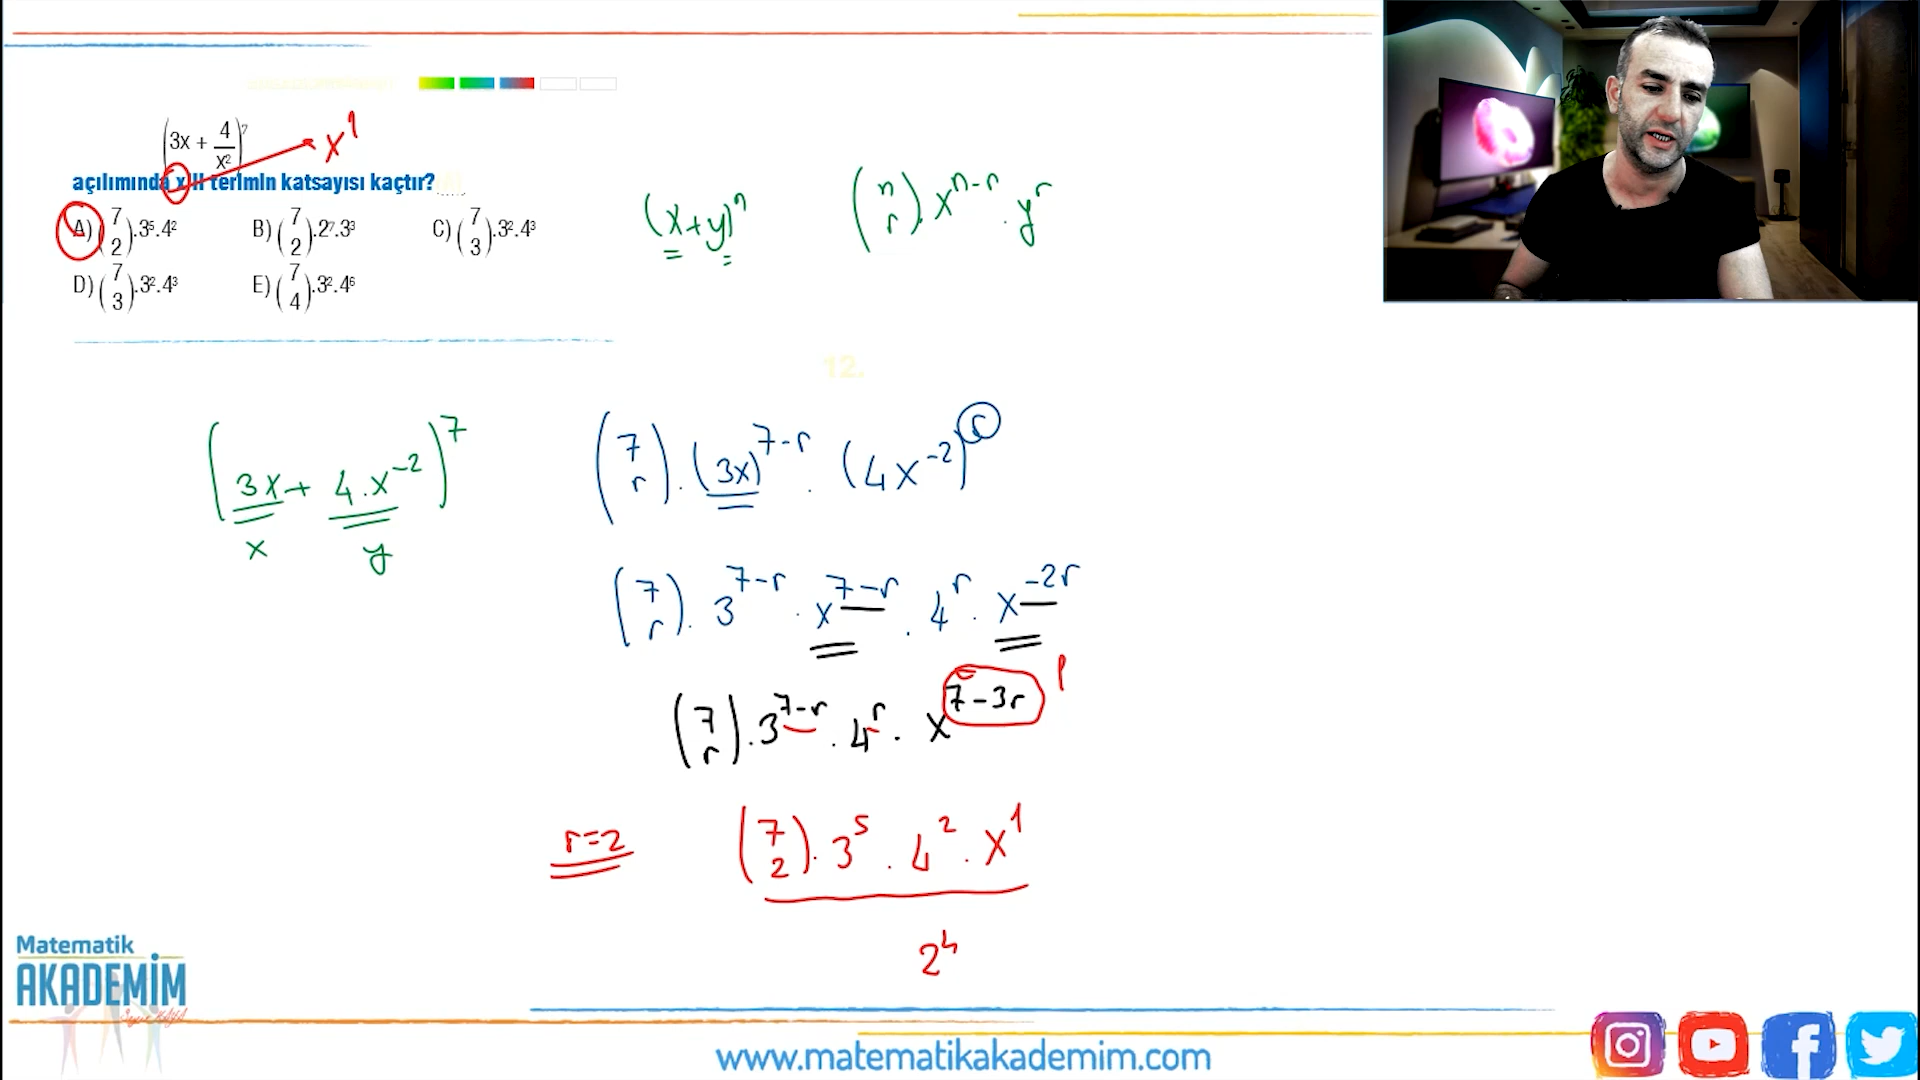 (3x + 4/x²)⁷ x¹
açılımında x'li terimin katsayısı kaçtır?
A) (7 2).3⁵.4² B) (7 2).2⁷.3³ C) (7 3).3².4³
D) (7 3).3².4³ E) (7 4).3².4⁶
(x+y)ⁿ (n r).xⁿ⁻ʳ.yʳ
12.
(3x + 4.x⁻²)⁷
x y
(7 r).(3x)⁷⁻ʳ.(4x⁻²)ʳ
(7 r).3⁷⁻ʳ.x⁷⁻ʳ.4ʳ.x⁻²ʳ
(7 r).3⁷⁻ʳ.4ʳ.x⁷⁻³ʳ 1
r=2 (7 2).3⁵.4².x¹
2⁴
Matematik
AKADEMİM
www.matematikakademim.com